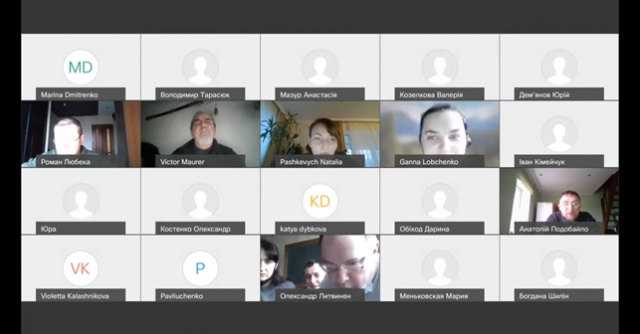 MD
Marina Dmitrenko
Володимир Тарасюк
Мазур Анастасія
Козелкова Валерія
Дем'янов Юрій
Роман Любека
Victor Maurer
Pashkevych Natalia
Ganna Lobchenko
Іван Кімейчук
Юра
Костенко Олександр
KD
katya dybkova
Обіход Дарина
Анатолій Подобайло
VK
Violetta Kalashnikova
P
Pavliuchenko
Олександр Литвинен
Меньковская Мария
Богдана Шипін